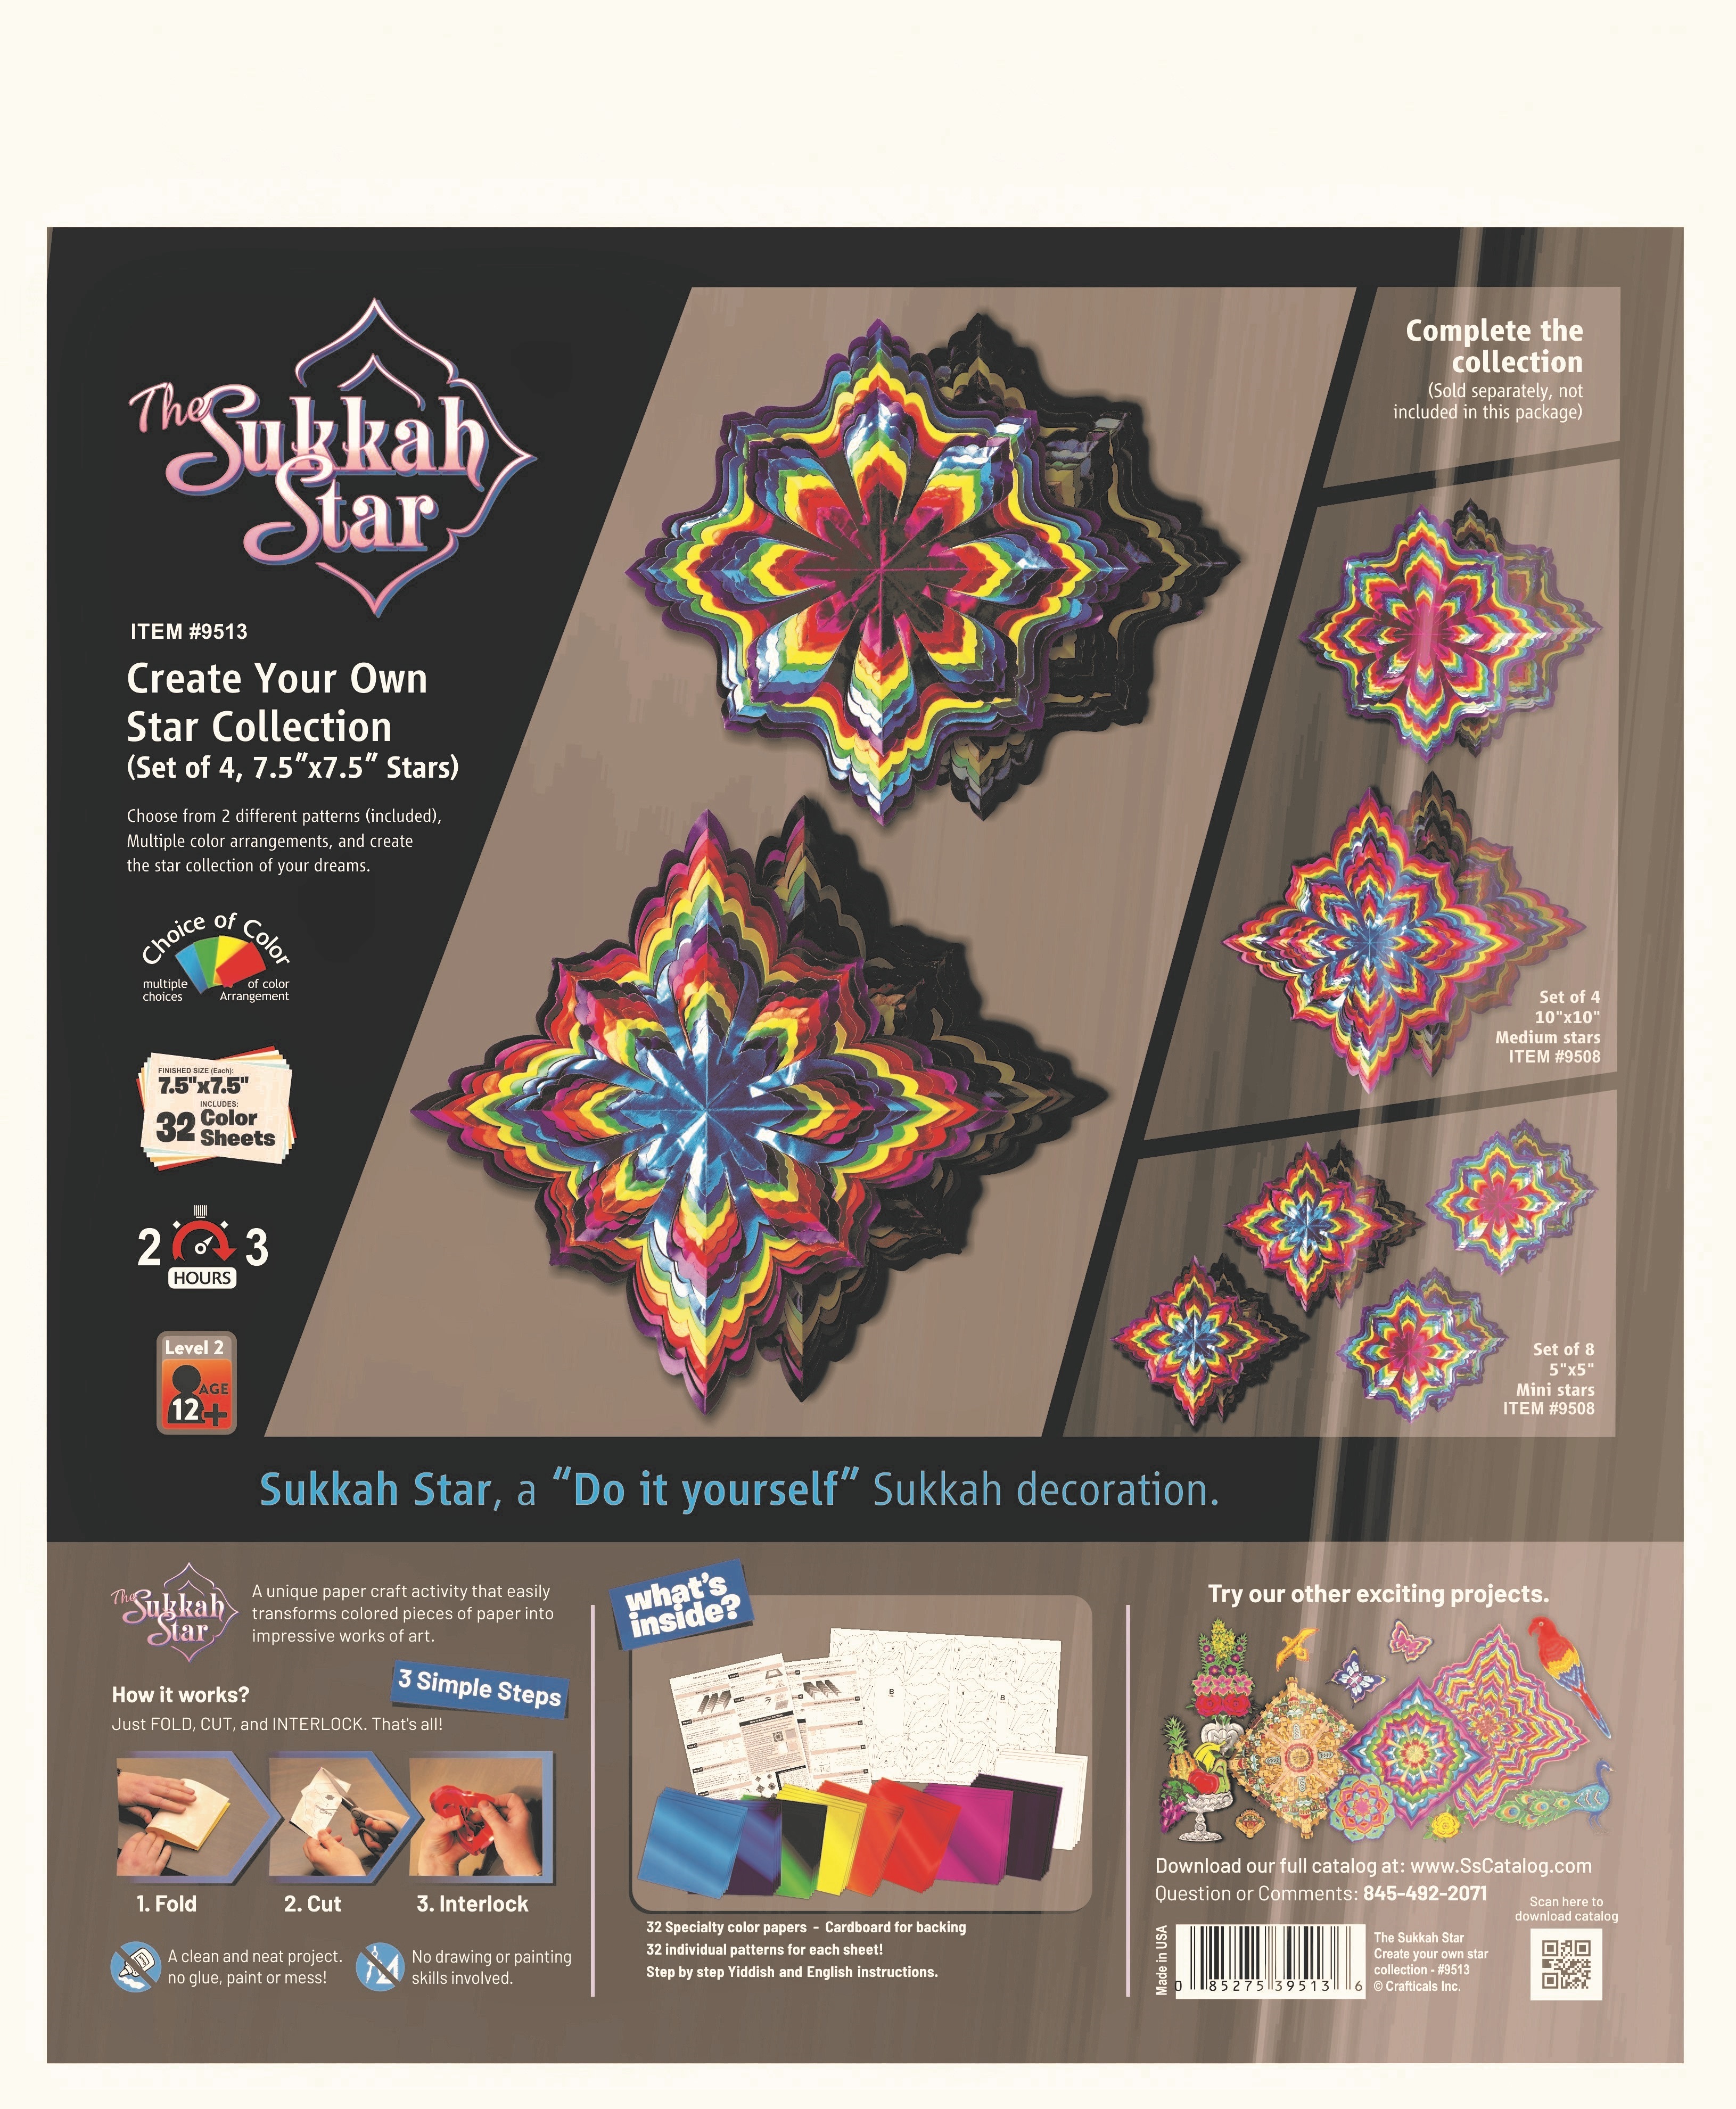 The
Sukkah
Star
ITEM #9513
Create Your Own
Star Collection
(Set of 4, 7.5”x7.5” Stars)
Choose from 2 different patterns (included),
Multiple color arrangements, and create
the star collection of your dreams.
Choice of Color
multiple choices
of color Arrangement
FINISHED SIZE (Each):
7.5"x7.5"
INCLUDES:
32 Color Sheets
2 3
HOURS
Level 2
AGE
12+
Complete the
collection
(Sold separately, not
included in this package)
Set of 4
10"x10"
Medium stars
ITEM #9508
Set of 8
5"x5"
Mini stars
ITEM #9508
Sukkah Star, a “Do it yourself” Sukkah decoration.
The
Sukkah
Star
A unique paper craft activity that easily
transforms colored pieces of paper into
impressive works of art.
3 Simple Steps
How it works?
Just FOLD, CUT, and INTERLOCK. That's all!
1. Fold
2. Cut
3. Interlock
A clean and neat project.
no glue, paint or mess!
No drawing or painting
skills involved.
what's
inside?
B
B
32 Specialty color papers - Cardboard for backing
32 individual patterns for each sheet!
Step by step Yiddish and English instructions.
Try our other exciting projects.
Download our full catalog at: www.SsCatalog.com
Question or Comments: 845-492-2071
Scan here to
download catalog
Made in USA
0 85275 39513 6
The Sukkah Star
Create your own star
collection - #9513
© Crafticals Inc.